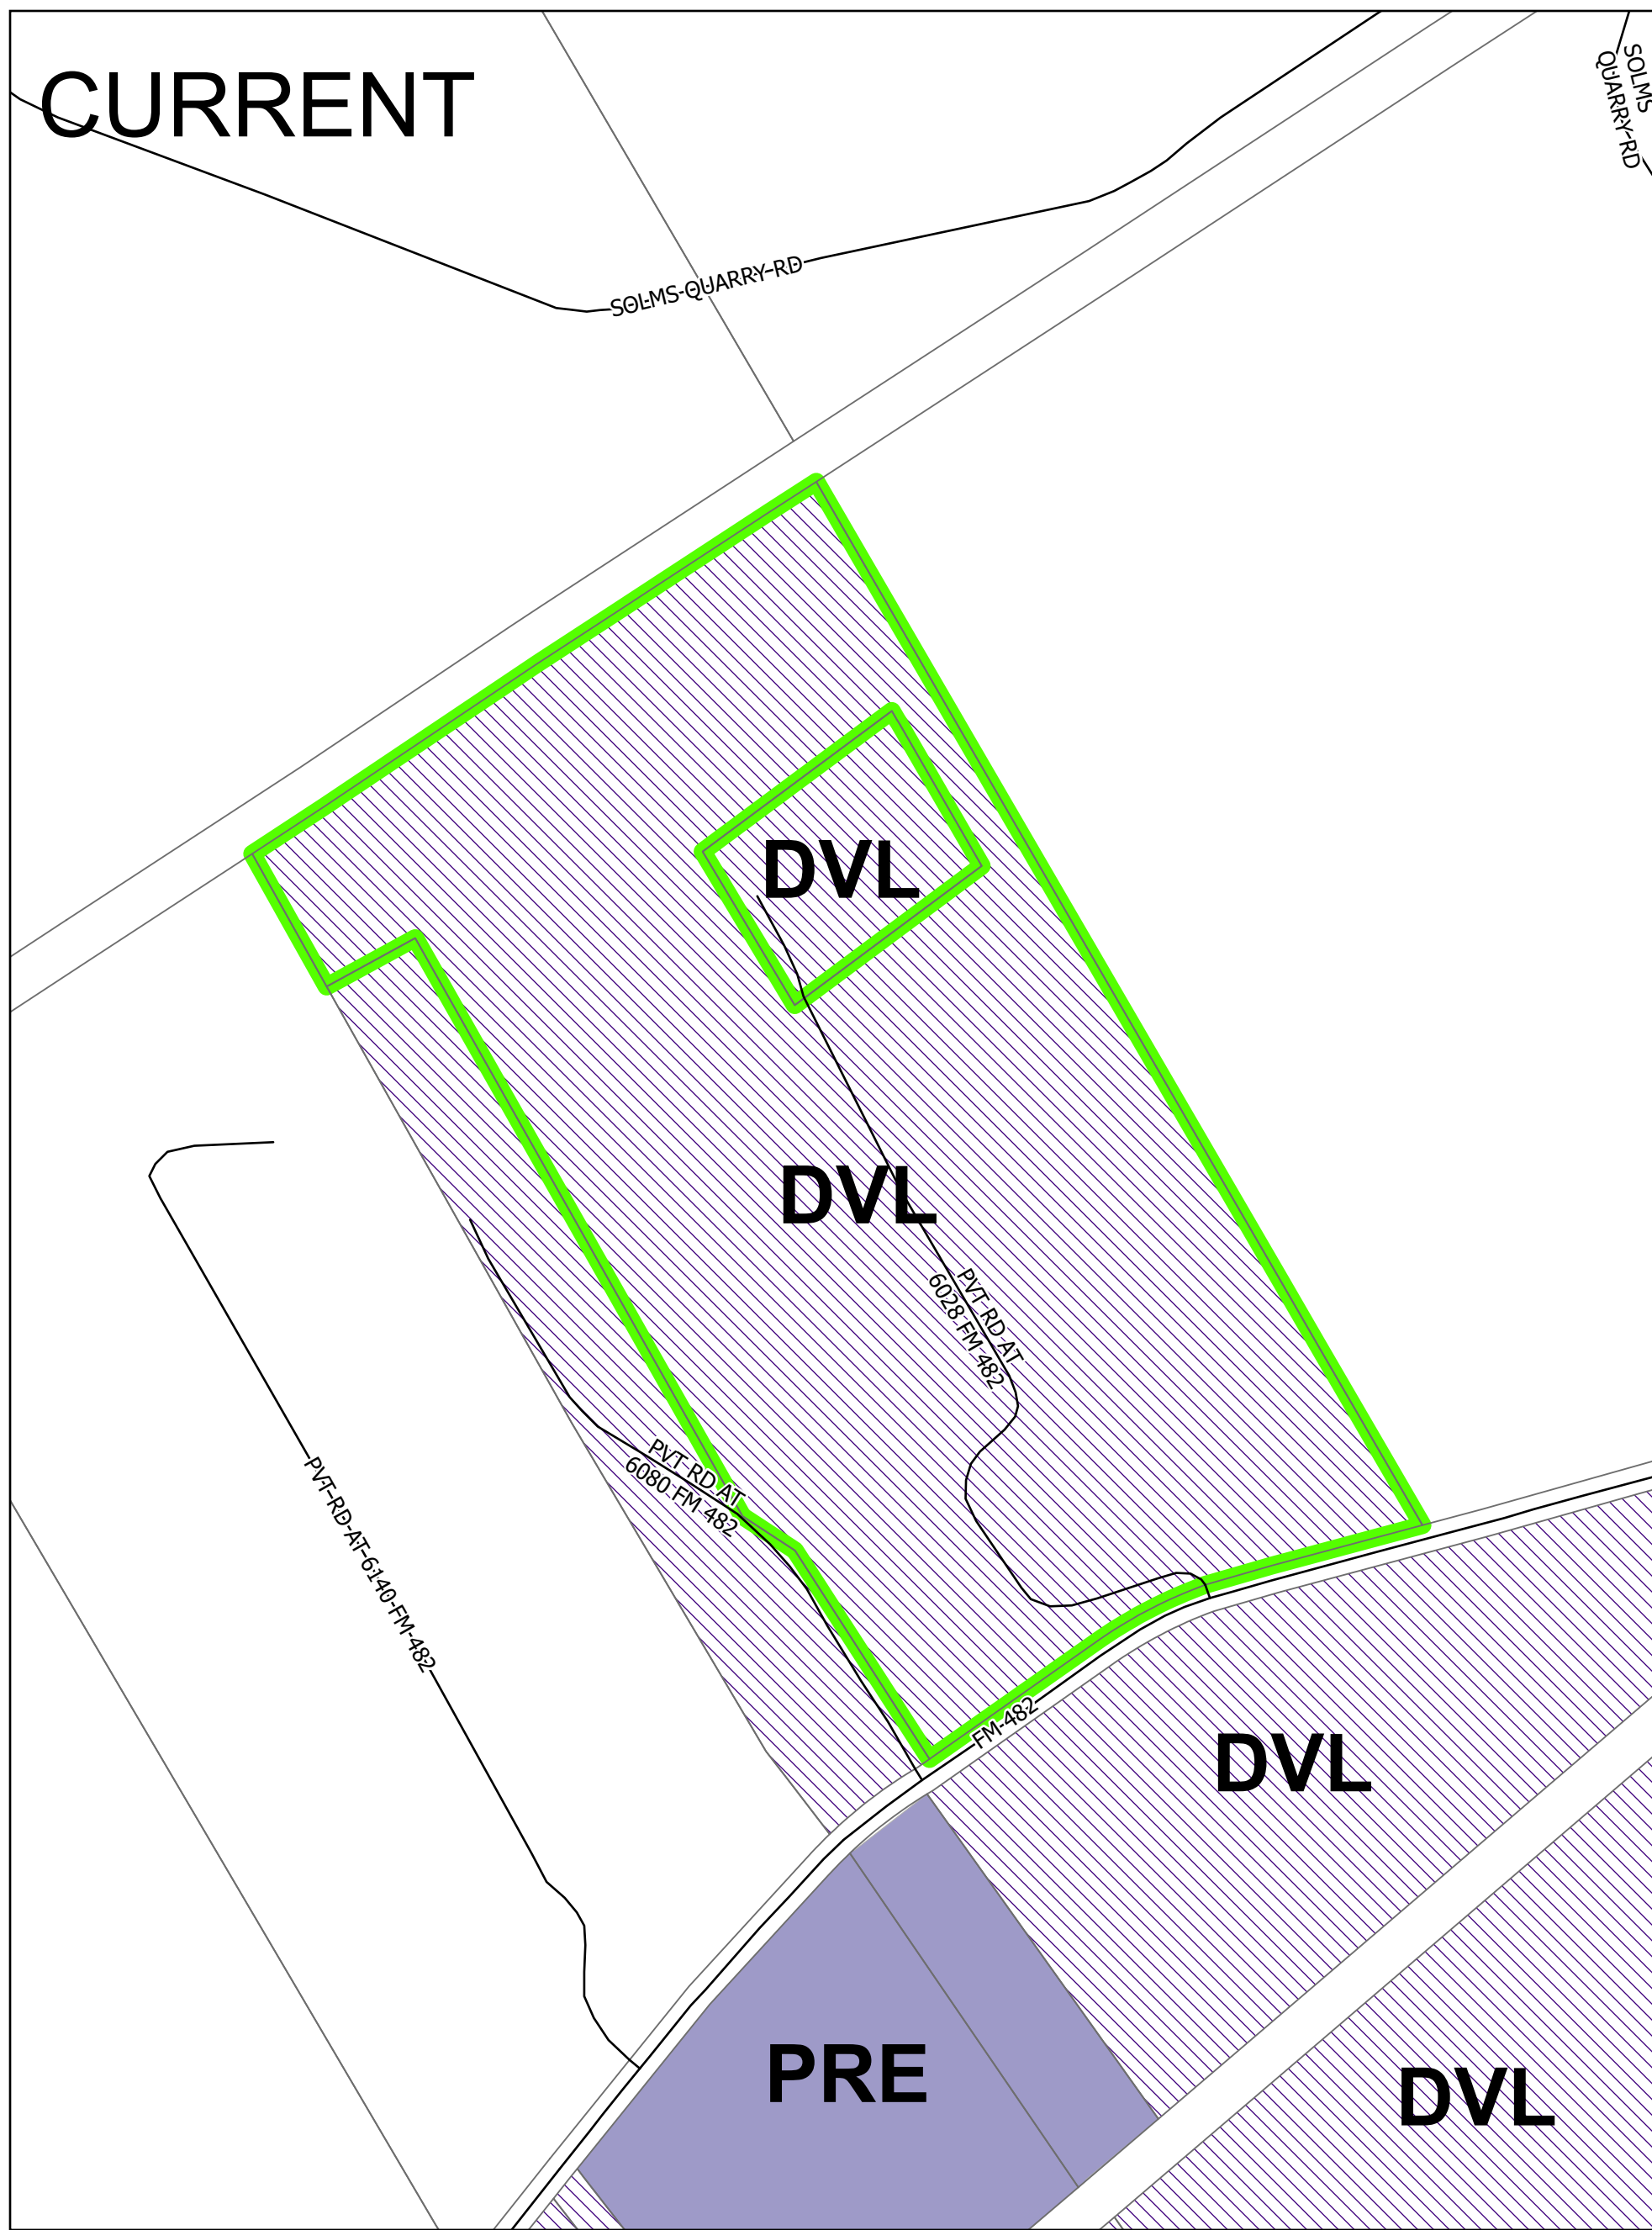 CURRENT
SOLMS
QUARRY-RD
SOLMS-QUARRY-RD
DVL
DVL
PVT RD AT
6028 FM 482
PVT RD AT
6080 FM 482
PVT-RD-AT-6140-FM-482
FM-482
DVL
PRE
DVL